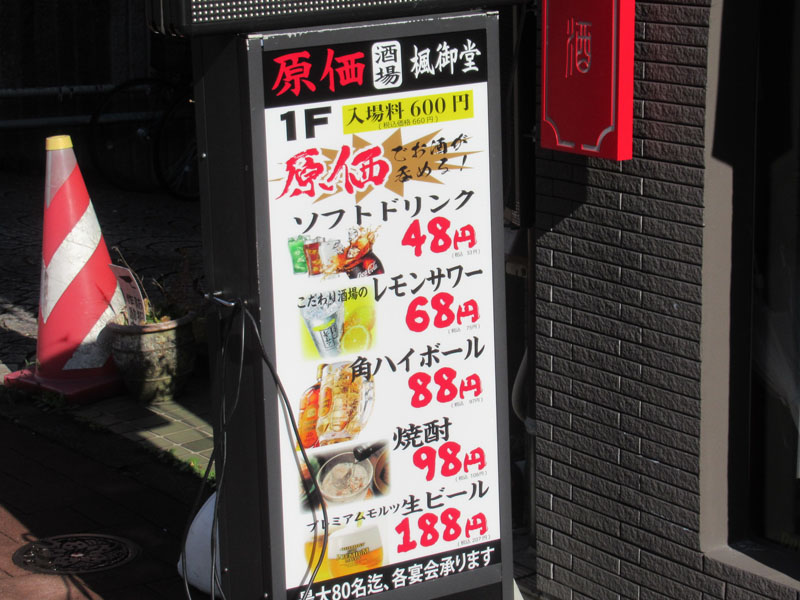 原価酒場 楓御堂
1F
入場料600円
(税込価格660円)
原価でお酒が
呑めろ!
ソフトドリンク
48円
こだわり酒場のレモンサワー
68円
角ハイボール
88円
焼酎
98円
プレミアムモルツ生ビール
188円
最大80名迄、各宴会承ります
酒